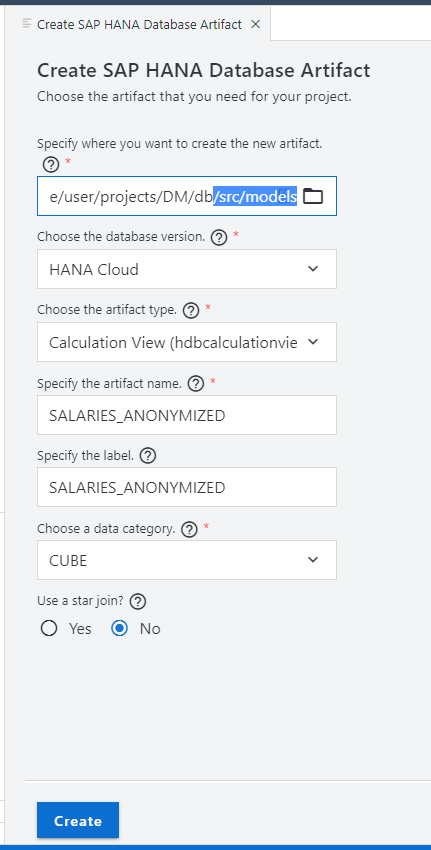 Create SAP HANA Database Artifact ×
Create SAP HANA Database Artifact
Choose the artifact that you need for your project.
Specify where you want to create the new artifact.
? *
e/user/projects/DM/db/src/models
Choose the database version. ? *
HANA Cloud
Choose the artifact type. ? *
Calculation View (hdbcalculationvie
Specify the artifact name. ? *
SALARIES_ANONYMIZED
Specify the label. ?
SALARIES_ANONYMIZED
Choose a data category. ? *
CUBE
Use a star join? ?
Yes No
Create